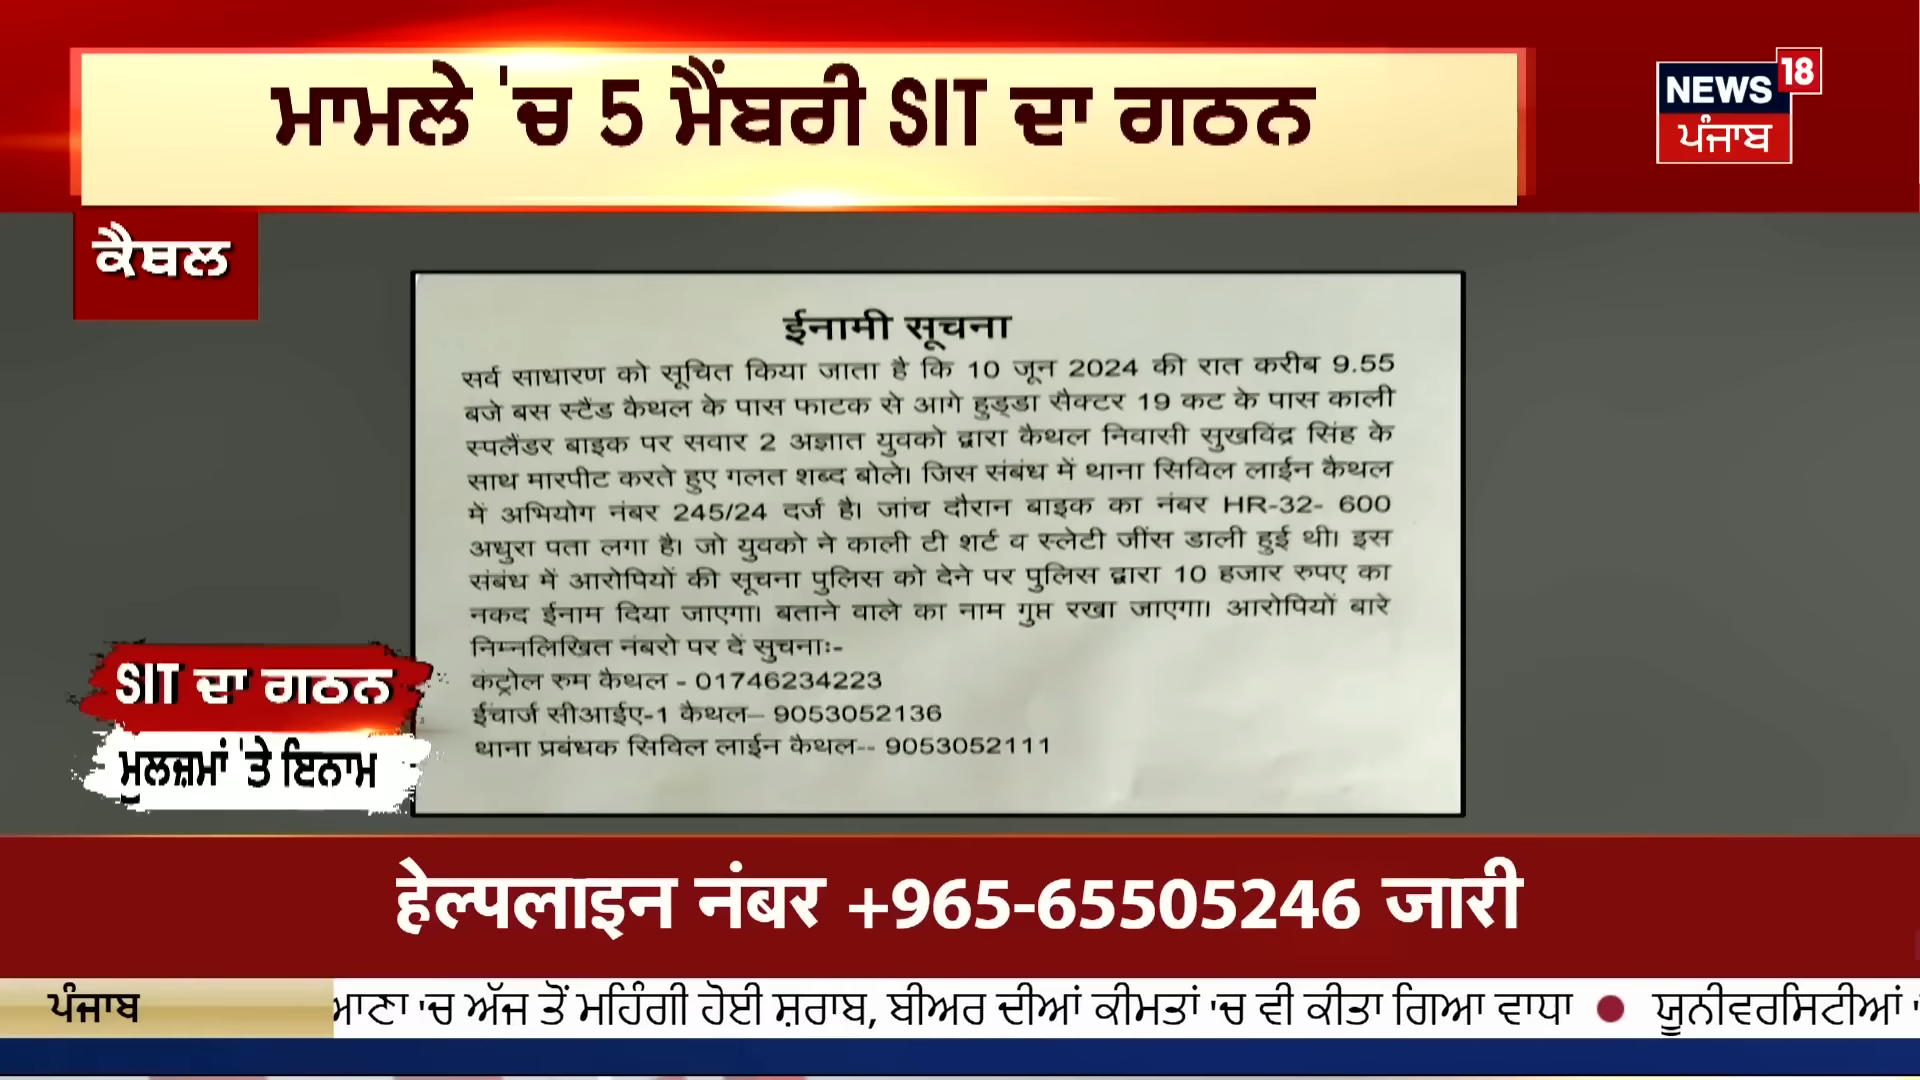 ਮਾਮਲੇ 'ਚ 5 ਮੈਂਬਰੀ SIT ਦਾ ਗਠਨ
NEWS 18
ਪੰਜਾਬ
ਕੈਥਲ
ईनामी सूचना
सर्व साधारण को सूचित किया जाता है कि 10 जून 2024 की रात करीब 9.55
बजे बस स्टैंड कैथल के पास फाटक से आगे हुड्डा सैक्टर 19 कट के पास काली
स्पलैंडर बाइक पर सवार 2 अज्ञात युवको द्वारा कैथल निवासी सुखविंद्र सिंह के
साथ मारपीट करते हुए गलत शब्द बोले। जिस संबंध में थाना सिविल लाईन कैथल
में अभियोग नंबर 245/24 दर्ज है। जांच दौरान बाइक का नंबर HR-32- 600
अधुरा पता लगा है। जो युवको ने काली टी शर्ट व स्लेटी जींस डाली हुई थी। इस
संबंध में आरोपियों की सूचना पुलिस को देने पर पुलिस द्वारा 10 हजार रुपए का
नकद ईनाम दिया जाएगा। बताने वाले का नाम गुप्त रखा जाएगा। आरोपियों बारे
निम्नलिखित नंबरो पर दें सुचनाः-
कंट्रोल रुम कैथल - 01746234223
ईंचार्ज सीआईए-1 कैथल– 9053052136
थाना प्रबंधक सिविल लाईन कैथल-- 9053052111
SIT ਦਾ ਗਠਨ
ਮੁਲਜ਼ਮਾਂ 'ਤੇ ਇਨਾਮ
हेल्पलाइन नंबर +965-65505246 जारी
ਪੰਜਾਬ
ਆਣਾ 'ਚ ਅੱਜ ਤੋਂ ਮਹਿੰਗੀ ਹੋਈ ਸ਼ਰਾਬ, ਬੀਅਰ ਦੀਆਂ ਕੀਮਤਾਂ 'ਚ ਵੀ ਕੀਤਾ ਗਿਆ ਵਾਧਾ ● ਯੂਨੀਵਰਸਿਟੀਆਂ '